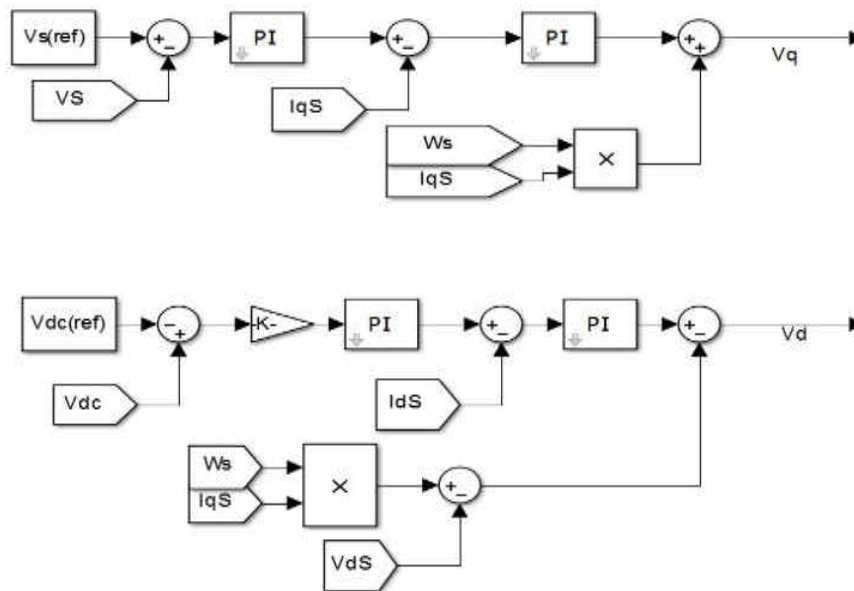 Vs(ref)
+
-
PI
+
-
PI
+
+
Vq
VS
IqS
Ws
IqS
×
Vdc(ref)
-
+
-K-
PI
+
-
PI
+
-
Vd
Vdc
IdS
Ws
IqS
×
+
-
VdS